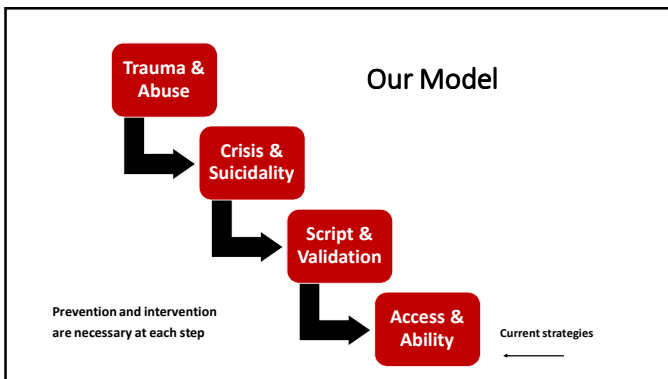 Our Model
Trauma &
Abuse
Crisis &
Suicidality
Script &
Validation
Access &
Ability
Prevention and intervention
are necessary at each step
Current strategies